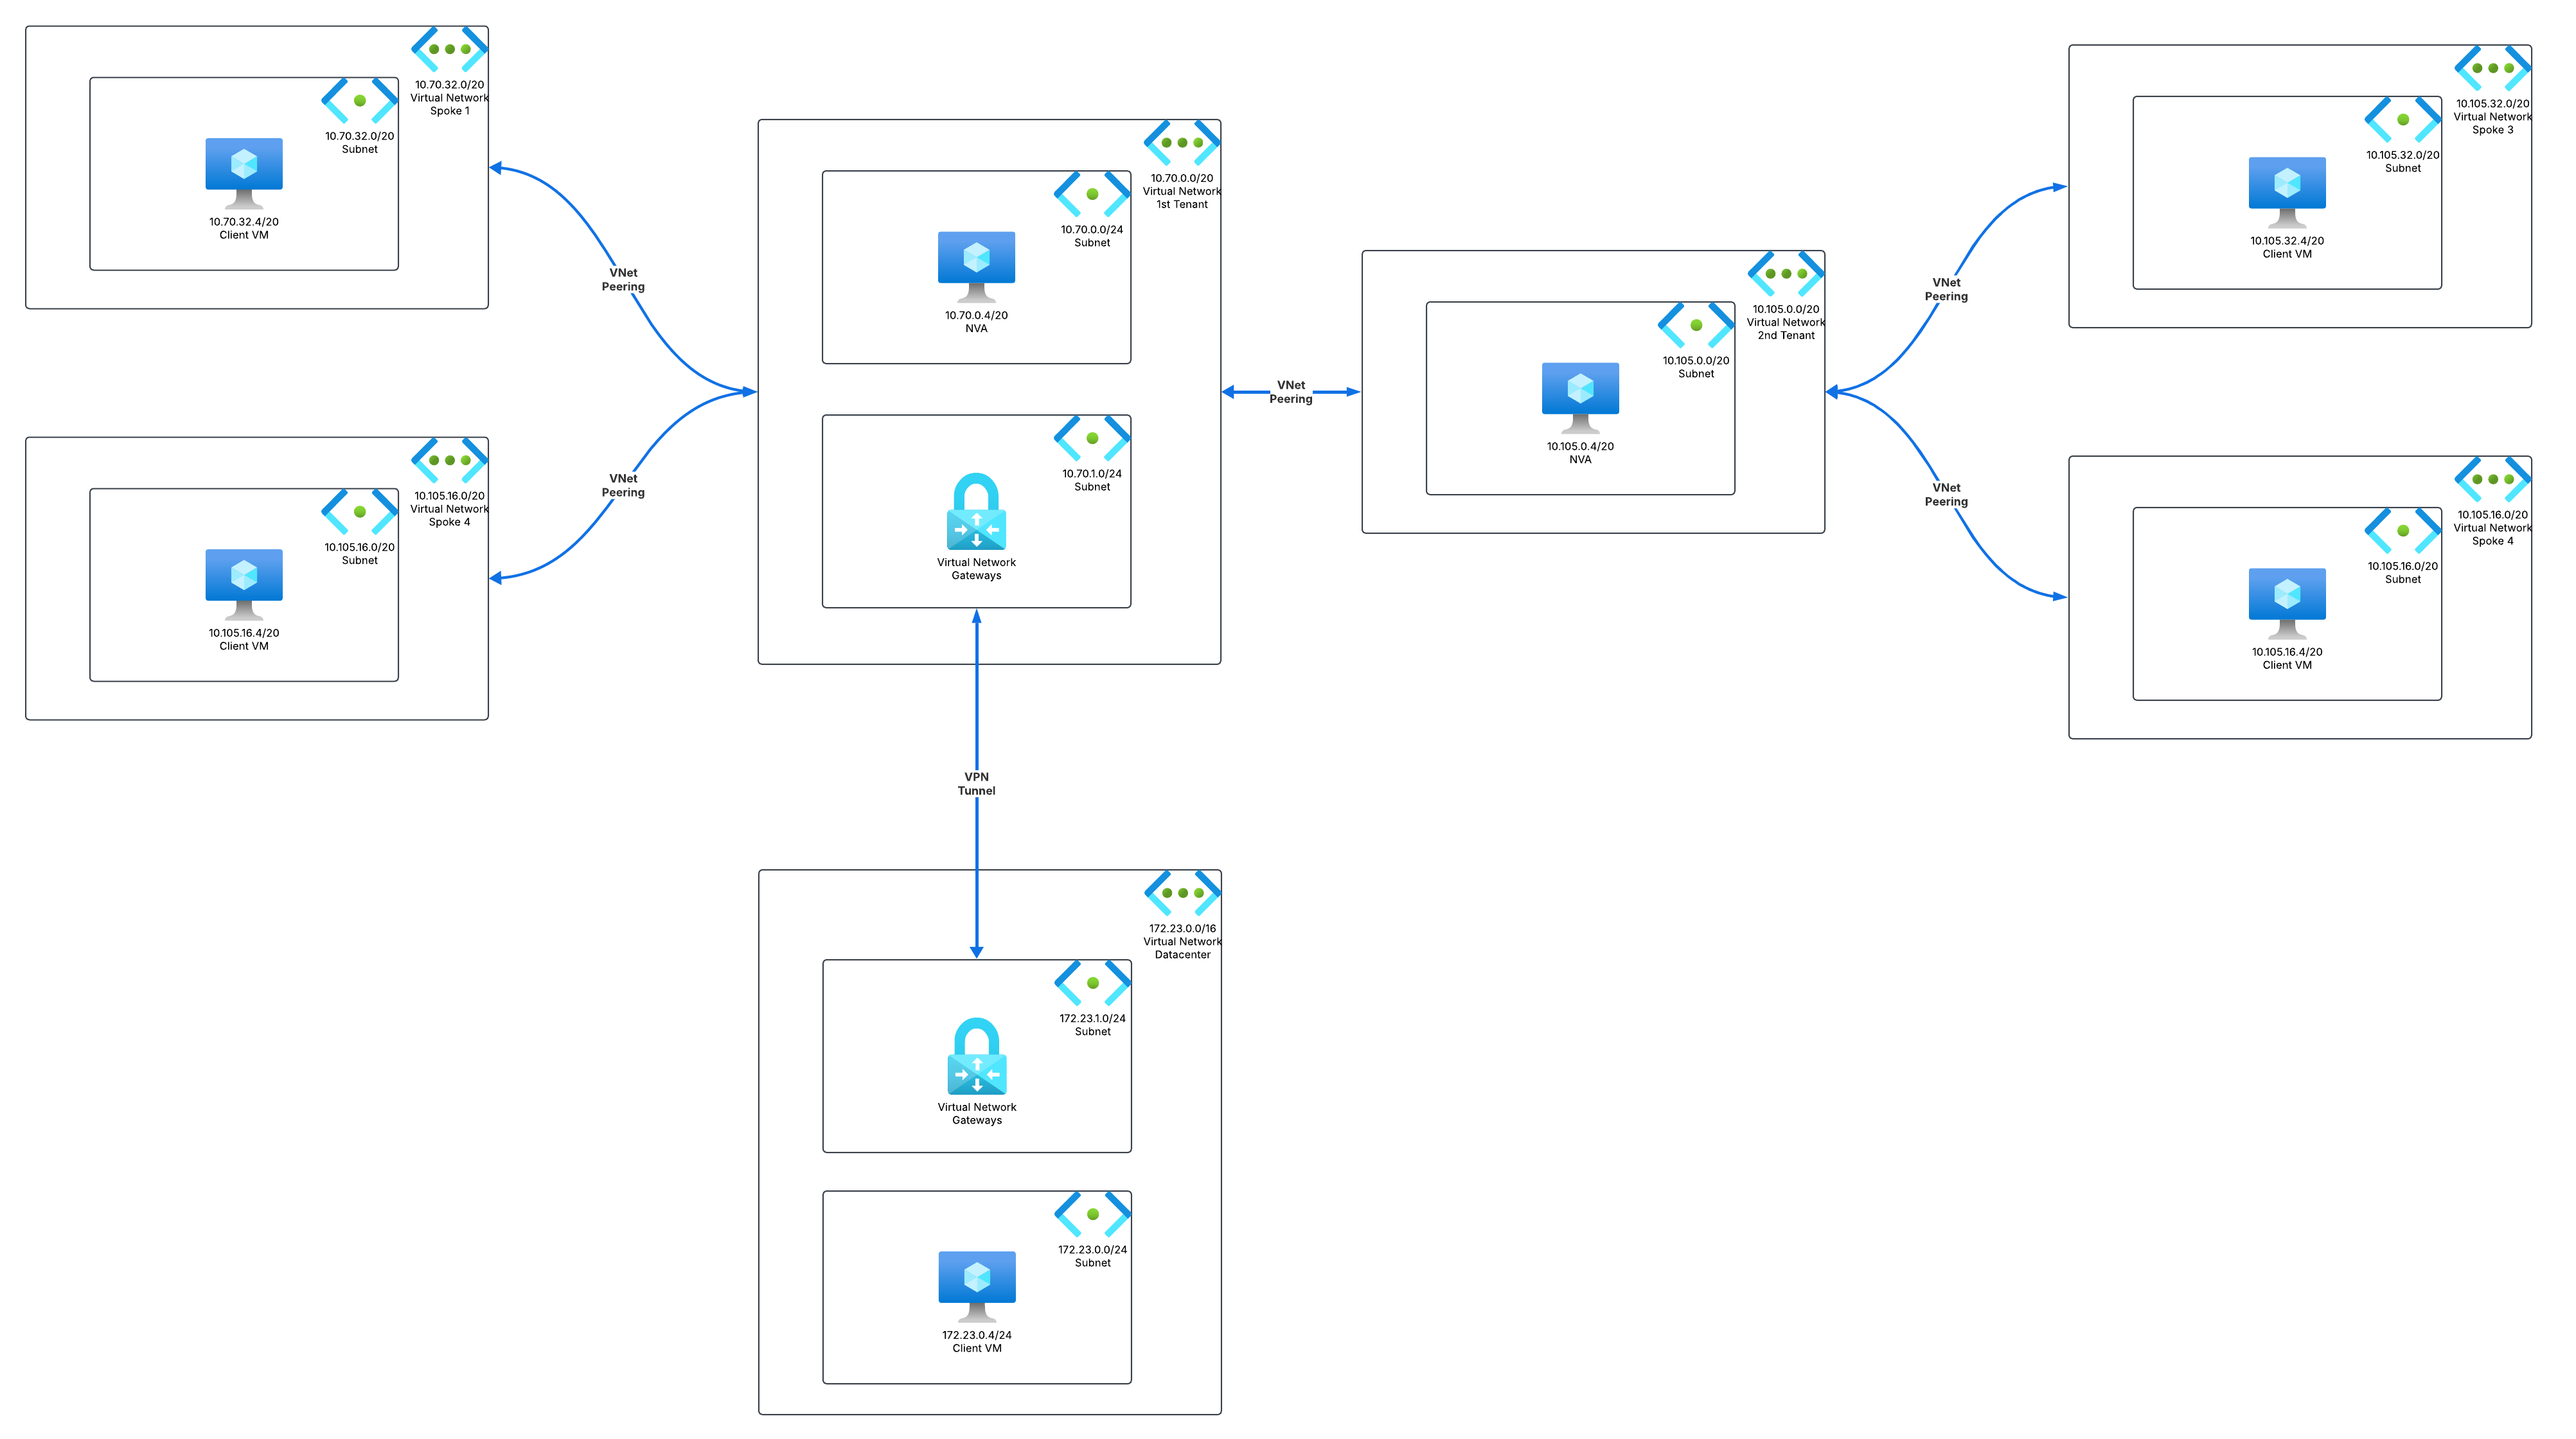 10.70.32.0/20
Virtual Network
Spoke 1
10.70.32.0/20
Subnet
10.70.32.4/20
Client VM
VNet
Peering
10.105.16.0/20
Virtual Network
Spoke 4
10.105.16.0/20
Subnet
10.105.16.4/20
Client VM
VNet
Peering
10.70.0.0/20
Virtual Network
1st Tenant
10.70.0.0/24
Subnet
10.70.0.4/20
NVA
10.70.1.0/24
Subnet
Virtual Network
Gateways
VNet
Peering
10.105.0.0/20
Virtual Network
2nd Tenant
10.105.0.0/20
Subnet
10.105.0.4/20
NVA
VNet
Peering
10.105.32.0/20
Virtual Network
Spoke 3
10.105.32.0/20
Subnet
10.105.32.4/20
Client VM
VNet
Peering
10.105.16.0/20
Virtual Network
Spoke 4
10.105.16.0/20
Subnet
10.105.16.4/20
Client VM
VPN
Tunnel
172.23.0.0/16
Virtual Network
Datacenter
172.23.1.0/24
Subnet
Virtual Network
Gateways
172.23.0.0/24
Subnet
172.23.0.4/24
Client VM